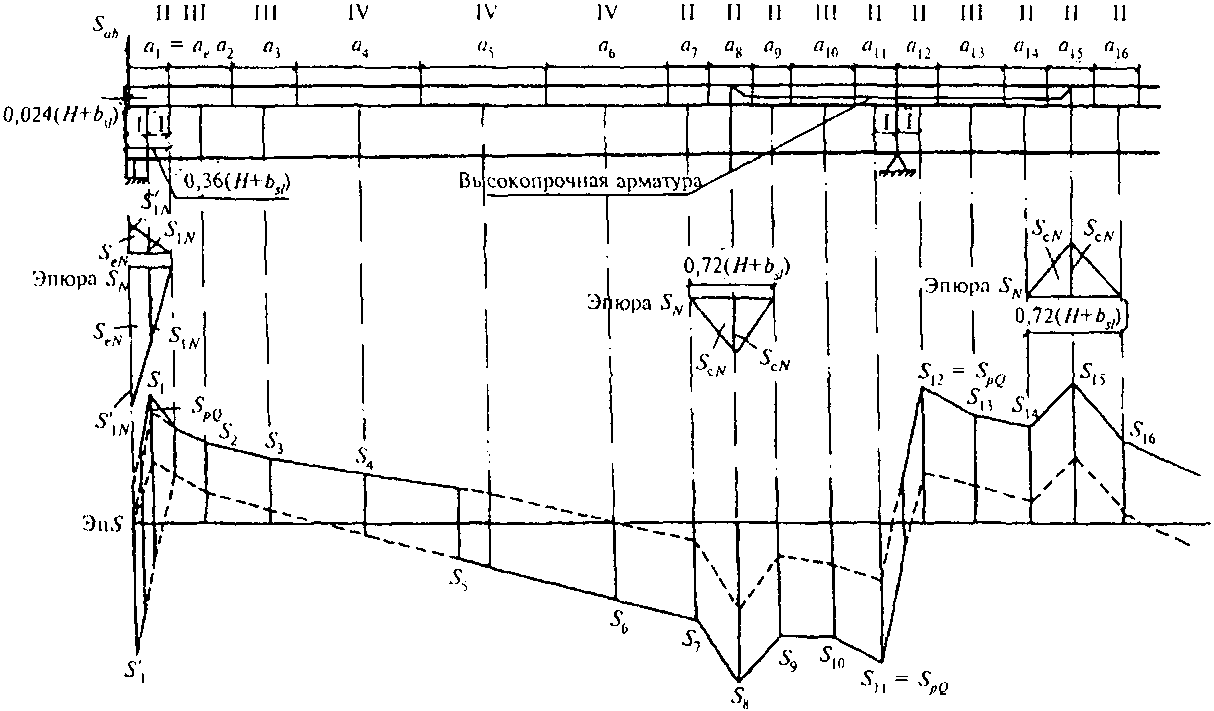 II III III IV IV IV II II II III II II III II II II
S_ab a_1 = a_e a_2 a_3 a_4 a_5 a_6 a_7 a_8 a_9 a_10 a_11 a_12 a_13 a_14 a_15 a_16
0,024(H+b_sl)
I I I I
0,36(H+b_sl) Высокопрочная арматура
S'_1N
S_1N
S_eN
Эпюра S_N
S_cN S_cN
0,72(H+b_sl)
Эпюра S_N
Эпюра S_N
0,72(H+b_sl)
S_eN S_1N
S_cN S_cN
S'_1N
S_1 S_pQ S_2 S_3 S_4
S_12 = S_pQ S_13 S_14 S_15 S_16
Эп.S
S_5 S_6 S_7 S_8 S_9 S_10
S_11 = S_pQ
S'_1